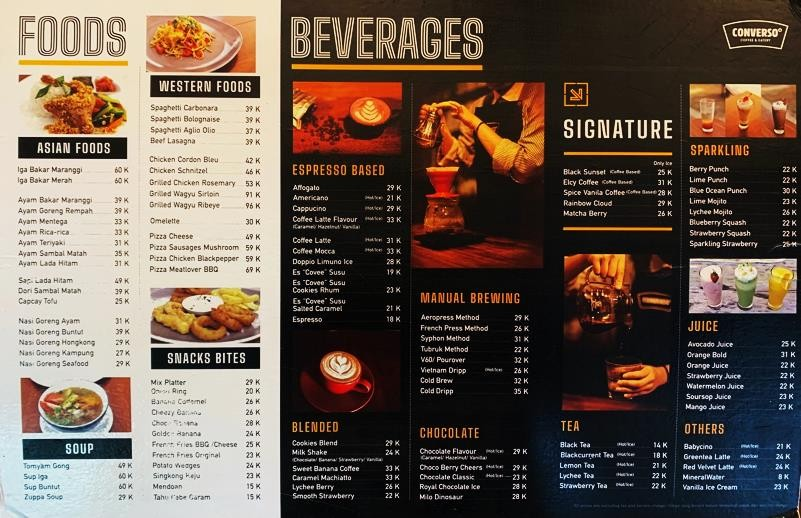 FOODS
ASIAN FOODS
Iga Bakar Maranggi 60 K
Iga Bakar Merah 60 K
Ayam Bakar Maranggi 39 K
Ayam Goreng Rempah 39 K
Ayam Mentega 33 K
Ayam Rica-rica 33 K
Ayam Teriyaki 31 K
Ayam Sambal Matah 35 K
Ayam Lada Hitam 31 K
Sapi Lada Hitam 49 K
Dori Sambal Matah 39 K
Capcay Tofu 25 K
Nasi Goreng Ayam 31 K
Nasi Goreng Buntut 39 K
Nasi Goreng Hongkong 29 K
Nasi Goreng Kampung 27 K
Nasi Goreng Seafood 29 K
SOUP
Tomyam Gong 49 K
Sup Iga 60 K
Sup Buntut 60 K
Zuppa Soup 29 K
WESTERN FOODS
Spaghetti Carbonara 39 K
Spaghetti Bolognaise 39 K
Spaghetti Aglio Olio 37 K
Beef Lasagna 39 K
Chicken Cordon Bleu 42 K
Chicken Schnitzel 46 K
Grilled Chicken Rosemary 53 K
Grilled Wagyu Sirloin 91 K
Grilled Wagyu Ribeye 96 K
Omelette 30 K
Pizza Cheese 49 K
Pizza Sausages Mushroom 59 K
Pizza Chicken Blackpepper 59 K
Pizza Meatlover BBQ 69 K
SNACKS BITES
Mix Platter 29 K
Onion Ring 20 K
Banana Caramel 26 K
Cheezy Banana 26 K
Choco Banana 28 K
Golden Banana 24 K
French Fries BBQ /Cheese 25 K
French Fries Original 23 K
Potato Wedges 24 K
Singkong Keju 23 K
Mendoan 15 K
Tahu Cabe Garam 15 K
BEVERAGES
ESPRESSO BASED
Affogato 29 K
Americano (Hot/Ice) 21 K
Cappucino (Hot/Ice) 29 K
Coffee Latte Flavour (Hot/Ice) 33 K
(Caramel/ Hazelnut/ Vanilla)
Coffee Latte (Hot/Ice) 31 K
Coffee Mocca (Hot/Ice) 33 K
Doppio Limuno Ice 28 K
Es "Covee" Susu 19 K
Es "Covee" Susu
Cookies Rhum 23 K
Es "Covee" Susu
Salted Caramel 21 K
Espresso 18 K
BLENDED
Cookies Blend 29 K
Milk Shake 24 K
(Chocolate/ Banana/ Strawberry/ Vanilla)
Sweet Banana Coffee 33 K
Caramel Machiatto 33 K
Lychee Berry 26 K
Smooth Strawberry 22 K
MANUAL BREWING
Aeropress Method 29 K
French Press Method 26 K
Syphon Method 31 K
Tubruk Method 22 K
V60/ Pourover 32 K
Vietnam Dripp (Hot/Ice) 26 K
Cold Brew 32 K
Cold Dripp 35 K
CHOCOLATE
Chocolate Flavour (Hot/Ice) 29 K
(Caramel/ Hazelnut/ Vanilla)
Choco Berry Cheers (Hot/Ice) 29 K
Chocolate Classic (Hot/Ice) 23 K
Royal Chocolate Ice 28 K
Milo Dinosaur 28 K
SIGNATURE
Only Ice
Black Sunset (Coffee Based) 25 K
Elcy Coffee (Coffee Based) 31 K
Spice Vanila Coffee (Coffee Based) 28 K
Rainbow Cloud 29 K
Matcha Berry 26 K
TEA
Black Tea (Hot/Ice) 14 K
Blackcurrent Tea (Hot/Ice) 18 K
Lemon Tea (Hot/Ice) 21 K
Lychee Tea (Hot/Ice) 22 K
Strawberry Tea (Hot/Ice) 22 K
CONVERSO
COFFEE & EATERY
SPARKLING
Berry Punch 22 K
Lime Punch 22 K
Blue Ocean Punch 30 K
Lime Mojito 23 K
Lychee Mojito 26 K
Blueberry Squash 22 K
Strawberry Squash 22 K
Sparkling Strawberry 25 K
JUICE
Avocado Juice 25 K
Orange Bold 31 K
Orange Juice 22 K
Strawberry Juice 22 K
Watermelon Juice 22 K
Soursop Juice 23 K
Mango Juice 23 K
OTHERS
Babycino (Hot/Ice) 21 K
Greentea Latte (Hot/Ice) 24 K
Red Velvet Latte (Hot/Ice) 24 K
MineralWater 8 K
Vanilla Ice Cream 23 K